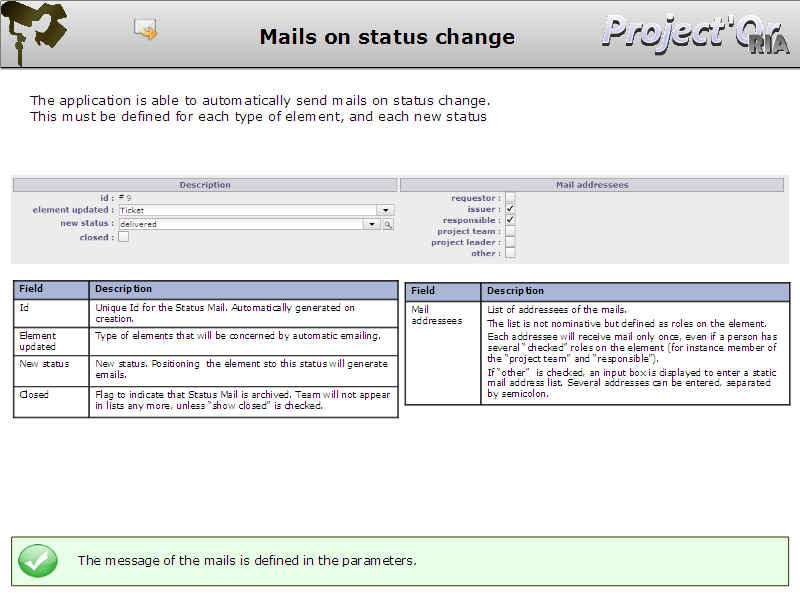 Mails on status change
Project'Or
RIA
The application is able to automatically send mails on status change.
This must be defined for each type of element, and each new status
Description
id : # 9
element updated : Ticket
new status : delivered
closed :
Mail addressees
requestor :
issuer :
responsible :
project team :
project leader :
other :
Field Description
Id Unique Id for the Status Mail. Automatically generated on
creation.
Element Type of elements that will be concerned by automatic emailing.
updated
New status New status. Positioning the element sto this status will generate
emails.
Closed Flag to indicate that Status Mail is archived. Team will not appear
in lists any more, unless “show closed” is checked.
Field Description
Mail List of addressees of the mails.
addressees The list is not nominative but defined as roles on the element.
Each addressee will receive mail only once, even if a person has
several “checked” roles on the element (for instance member of
the “project team” and “responsible”).
If “other” is checked, an input box is displayed to enter a static
mail address list. Several addresses can be entered, separated
by semicolon.
The message of the mails is defined in the parameters.